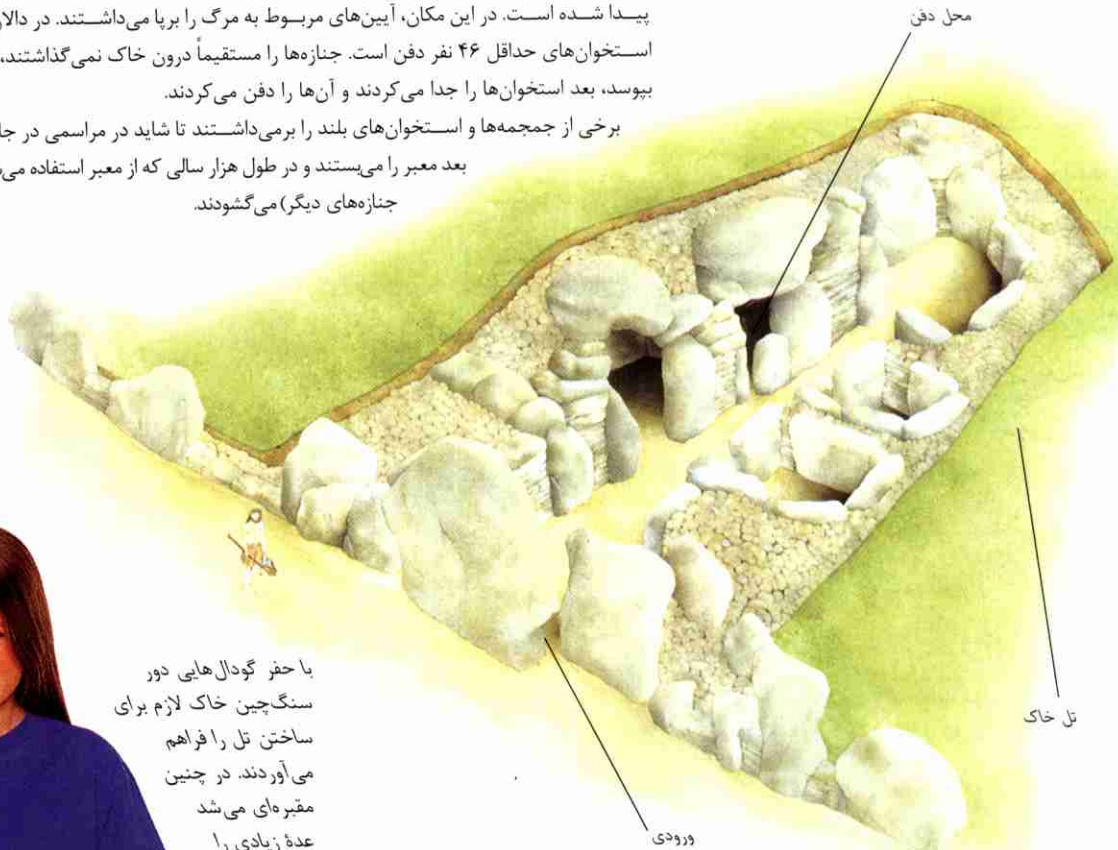 پیدا شده است. در این مکان، آیین‌های مربوط به مرگ را برپا می‌داشتند. در دالا
استخوان‌های حداقل ۴۶ نفر دفن است. جنازه‌ها را مستقیماً درون خاک نمی‌گذاشتند،
بپوسد، بعد استخوان‌ها را جدا می‌کردند و آن‌ها را دفن می‌کردند.
برخی از جمجمه‌ها و استخوان‌های بلند را برمی‌داشتند تا شاید در مراسمی در جا
بعد معبر را می‌بستند و در طول هزار سالی که از معبر استفاده می
جنازه‌های دیگر) می‌گشودند.
محل دفن
تل خاک
ورودی
با حفر گودال‌هایی دور
سنگ‌چین خاک لازم برای
ساختن تل را فراهم
می‌آوردند. در چنین
مقبره‌ای می‌شد
عدهٔ زیادی را